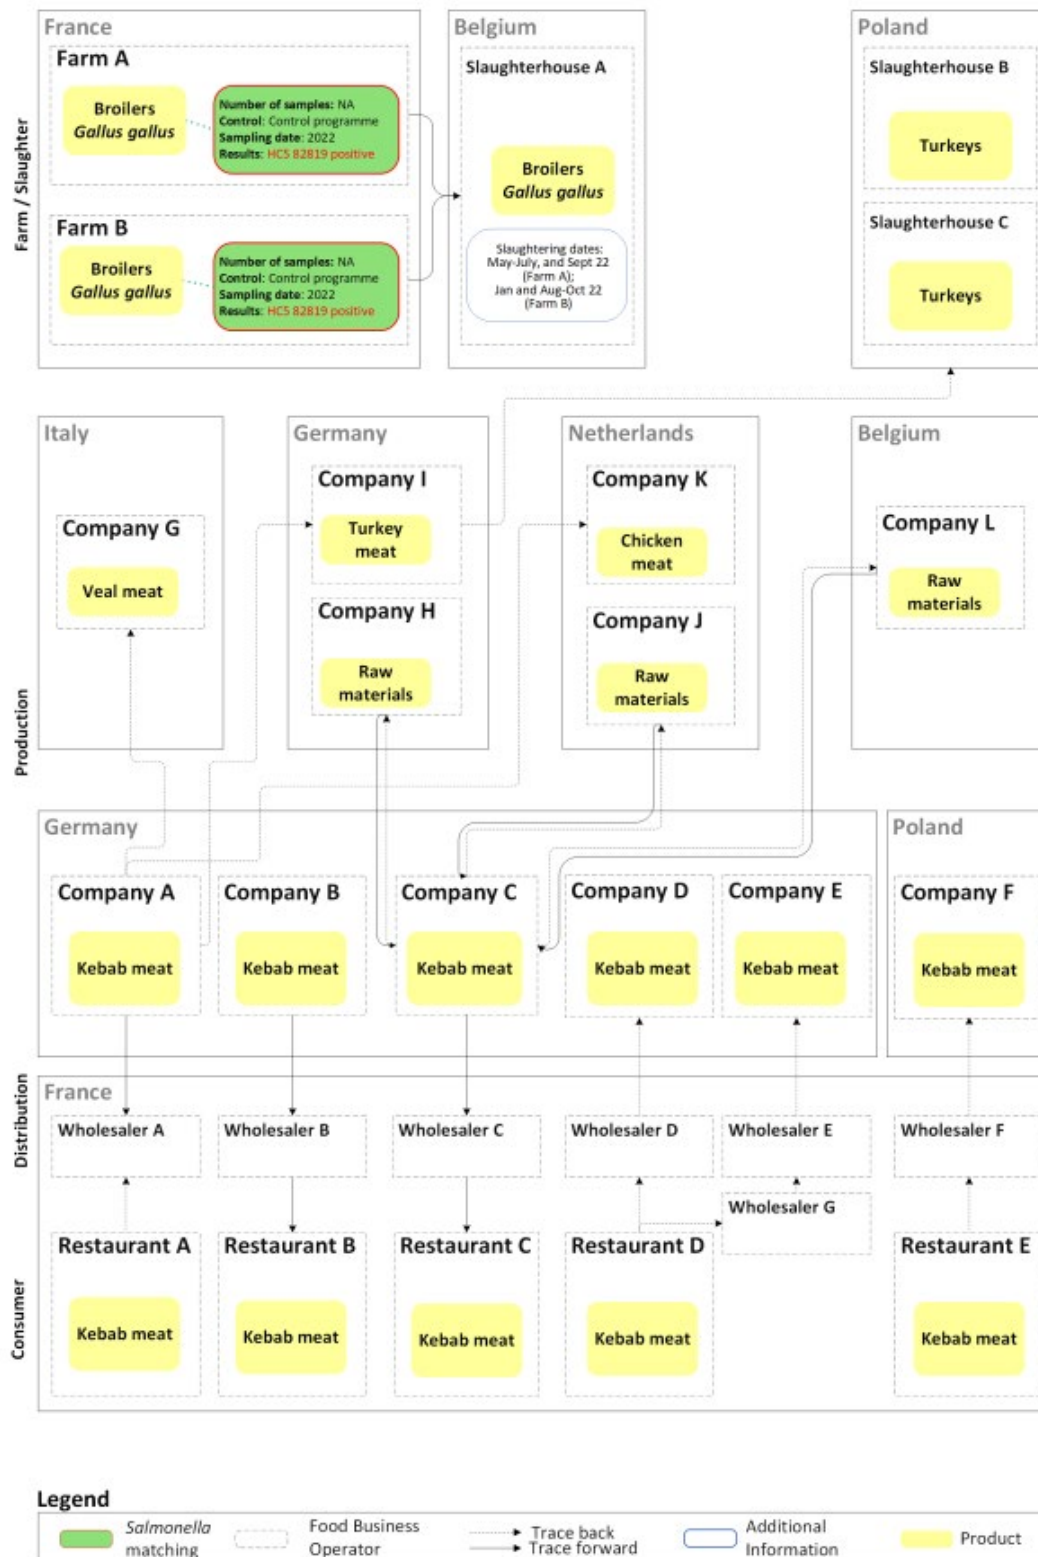 France
Belgium
Poland
Farm A
Broilers
Gallus gallus
Number of samples: NA
Control: Control programme
Sampling date: 2022
Results: HC5 82819 positive
Farm B
Broilers
Gallus gallus
Number of samples: NA
Control: Control programme
Sampling date: 2022
Results: HC5 82819 positive
Slaughterhouse A
Broilers
Gallus gallus
Slaughtering dates:
May-July, and Sept 22
(Farm A);
Jan and Aug-Oct 22
(Farm B)
Slaughterhouse B
Turkeys
Slaughterhouse C
Turkeys
Farm / Slaughter
Italy
Germany
Netherlands
Belgium
Company G
Veal meat
Company I
Turkey
meat
Company H
Raw
materials
Company K
Chicken
meat
Company J
Raw
materials
Company L
Raw
materials
Production
Germany
Poland
Company A
Kebab meat
Company B
Kebab meat
Company C
Kebab meat
Company D
Kebab meat
Company E
Kebab meat
Company F
Kebab meat
France
Distribution
Wholesaler A
Wholesaler B
Wholesaler C
Wholesaler D
Wholesaler E
Wholesaler F
Wholesaler G
Consumer
Restaurant A
Kebab meat
Restaurant B
Kebab meat
Restaurant C
Kebab meat
Restaurant D
Kebab meat
Restaurant E
Kebab meat
Legend
Salmonella
matching
Food Business
Operator
Trace back
Trace forward
Additional
Information
Product